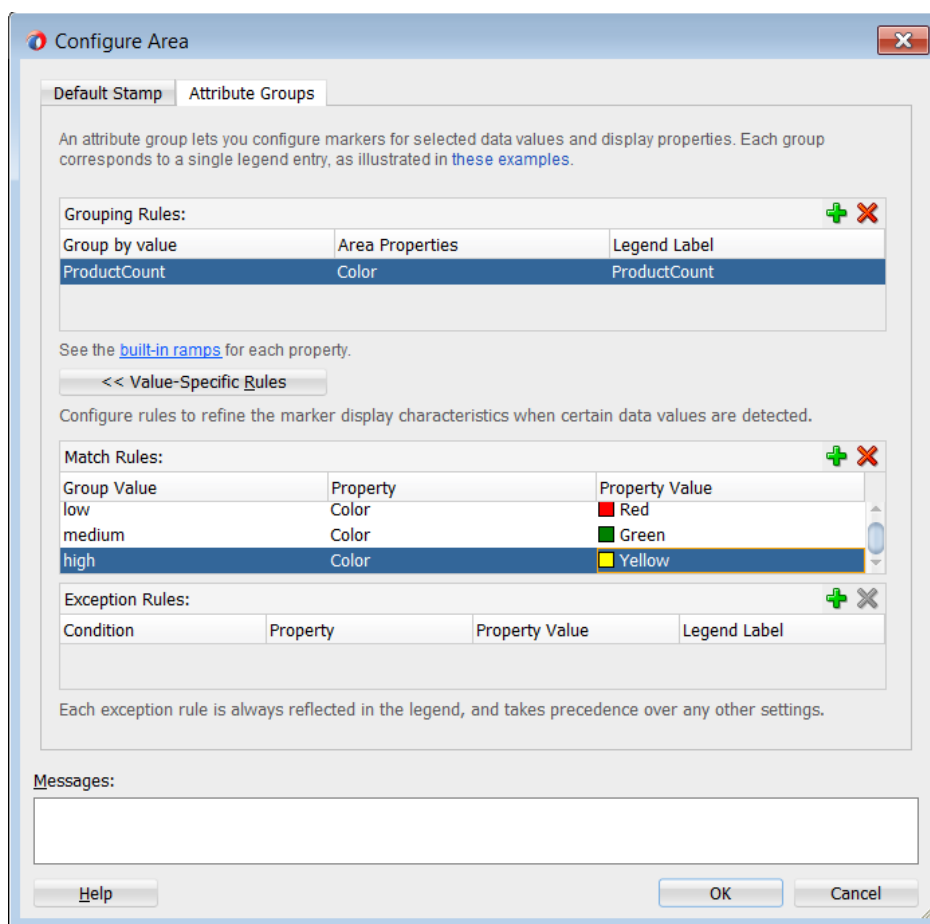 Configure Area
Default Stamp Attribute Groups
An attribute group lets you configure markers for selected data values and display properties. Each group
corresponds to a single legend entry, as illustrated in these examples.
Grouping Rules:
Group by value Area Properties Legend Label
ProductCount Color ProductCount
See the built-in ramps for each property.
<< Value-Specific Rules
Configure rules to refine the marker display characteristics when certain data values are detected.
Match Rules:
Group Value Property Property Value
low Color Red
medium Color Green
high Color Yellow
Exception Rules:
Condition Property Property Value Legend Label
Each exception rule is always reflected in the legend, and takes precedence over any other settings.
Messages:
Help OK Cancel